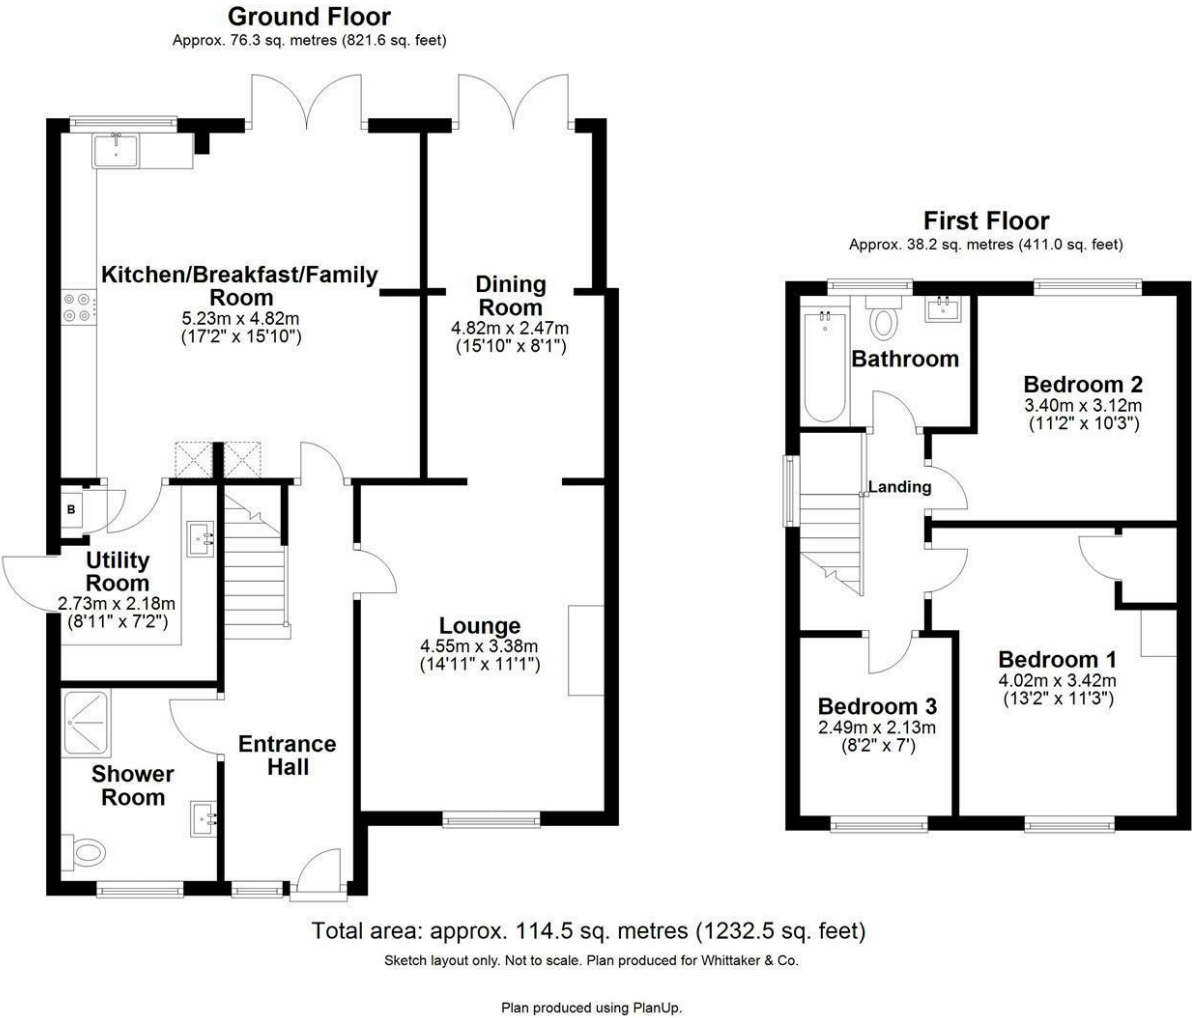 Ground Floor
Approx. 76.3 sq. metres (821.6 sq. feet)
Kitchen/Breakfast/Family
Room
5.23m x 4.82m
(17'2" x 15'10")
Dining
Room
4.82m x 2.47m
(15'10" x 8'1")
B
Utility
Room
2.73m x 2.18m
(8'11" x 7'2")
Lounge
4.55m x 3.38m
(14'11" x 11'1")
Entrance
Hall
Shower
Room
First Floor
Approx. 38.2 sq. metres (411.0 sq. feet)
Bathroom
Bedroom 2
3.40m x 3.12m
(11'2" x 10'3")
Landing
Bedroom 1
4.02m x 3.42m
(13'2" x 11'3")
Bedroom 3
2.49m x 2.13m
(8'2" x 7')
Total area: approx. 114.5 sq. metres (1232.5 sq. feet)
Sketch layout only. Not to scale. Plan produced for Whittaker & Co.
Plan produced using PlanUp.